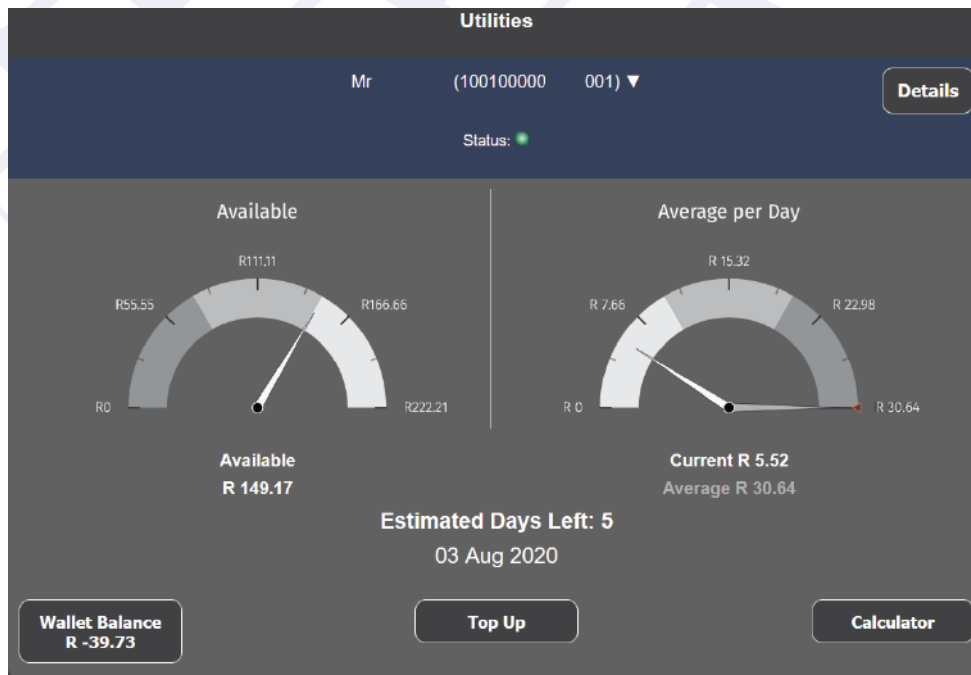 Utilities
Mr (100100000 001) ▼
Details
Status:
Available
R0
R55.55
R111,11
R166.66
R222.21
Available
R 149.17
Average per Day
R 0
R 7.66
R 15.32
R 22.98
R 30.64
Current R 5.52
Average R 30.64
Estimated Days Left: 5
03 Aug 2020
Wallet Balance
R -39.73
Top Up
Calculator